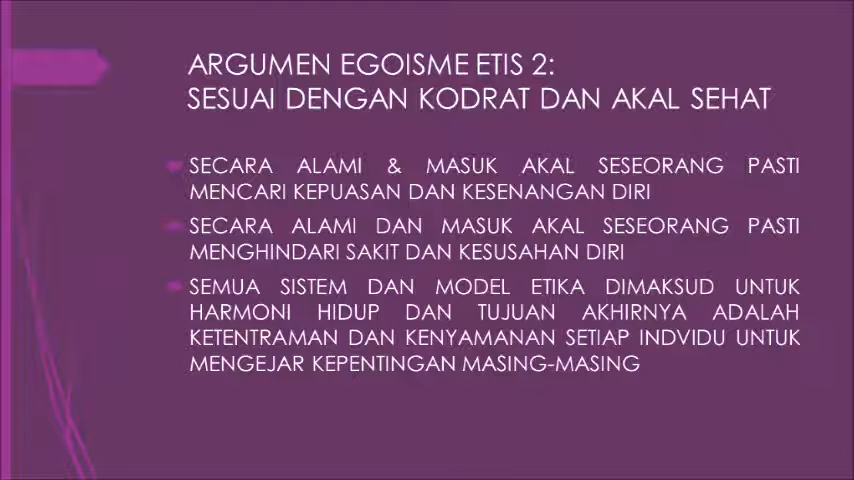 ARGUMEN EGOISME ETIS 2:
SESUAI DENGAN KODRAT DAN AKAL SEHAT
SECARA ALAMI & MASUK AKAL SESEORANG PASTI
MENCARI KEPUASAN DAN KESENANGAN DIRI
SECARA ALAMI DAN MASUK AKAL SESEORANG PASTI
MENGHINDARI SAKIT DAN KESUSAHAN DIRI
SEMUA SISTEM DAN MODEL ETIKA DIMAKSUD UNTUK
HARMONI HIDUP DAN TUJUAN AKHIRNYA ADALAH
KETENTRAMAN DAN KENYAMANAN SETIAP INDVIDU UNTUK
MENGEJAR KEPENTINGAN MASING-MASING